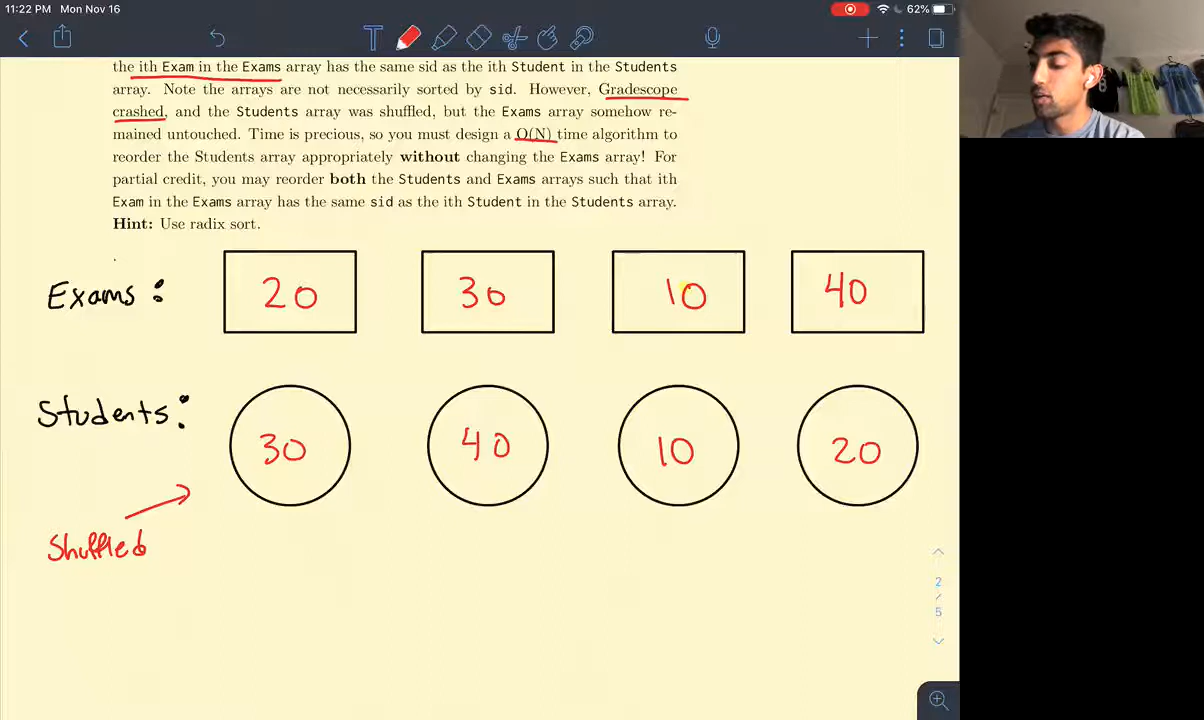 11:22 PM Mon Nov 16
62%
the ith Exam in the Exams array has the same sid as the ith Student in the Students
array. Note the arrays are not necessarily sorted by sid. However, Gradescope
crashed, and the Students array was shuffled, but the Exams array somehow re-
mained untouched. Time is precious, so you must design a O(N) time algorithm to
reorder the Students array appropriately without changing the Exams array! For
partial credit, you may reorder both the Students and Exams arrays such that ith
Exam in the Exams array has the same sid as the ith Student in the Students array.
Hint: Use radix sort.
Exams: 20 30 10 40
Students: 30 40 10 20
Shuffled
2
/
5